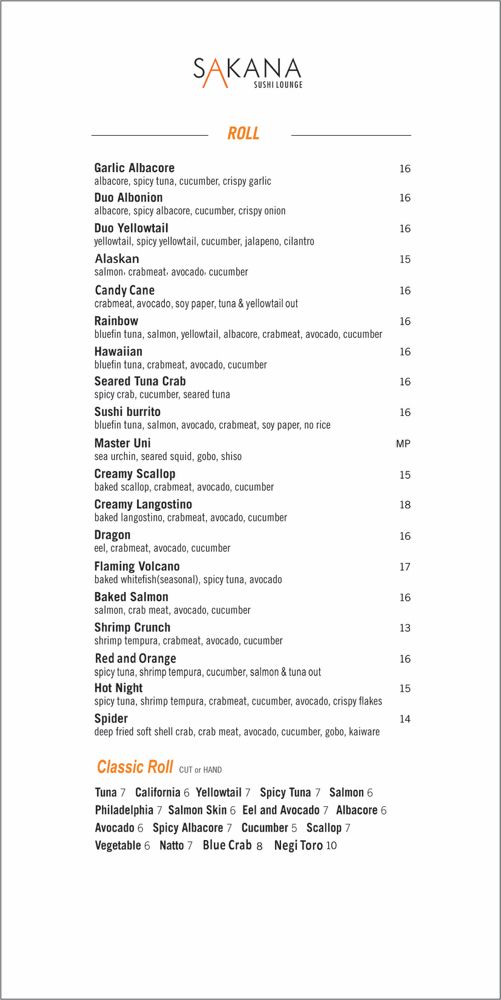 SAKANA
SUSHI LOUNGE
ROLL
Garlic Albacore 16
albacore, spicy tuna, cucumber, crispy garlic
Duo Albonion 16
albacore, spicy albacore, cucumber, crispy onion
Duo Yellowtail 16
yellowtail, spicy yellowtail, cucumber, jalapeno, cilantro
Alaskan 15
salmon, crabmeat, avocado, cucumber
Candy Cane 16
crabmeat, avocado, soy paper, tuna & yellowtail out
Rainbow 16
bluefin tuna, salmon, yellowtail, albacore, crabmeat, avocado, cucumber
Hawaiian 16
bluefin tuna, crabmeat, avocado, cucumber
Seared Tuna Crab 16
spicy crab, cucumber, seared tuna
Sushi burrito 16
bluefin tuna, salmon, avocado, crabmeat, soy paper, no rice
Master Uni MP
sea urchin, seared squid, gobo, shiso
Creamy Scallop 15
baked scallop, crabmeat, avocado, cucumber
Creamy Langostino 18
baked langostino, crabmeat, avocado, cucumber
Dragon 16
eel, crabmeat, avocado, cucumber
Flaming Volcano 17
baked whitefish(seasonal), spicy tuna, avocado
Baked Salmon 16
salmon, crab meat, avocado, cucumber
Shrimp Crunch 13
shrimp tempura, crabmeat, avocado, cucumber
Red and Orange 16
spicy tuna, shrimp tempura, cucumber, salmon & tuna out
Hot Night 15
spicy tuna, shrimp tempura, crabmeat, cucumber, avocado, crispy flakes
Spider 14
deep fried soft shell crab, crab meat, avocado, cucumber, gobo, kaiware
Classic Roll CUT or HAND
Tuna 7 California 6 Yellowtail 7 Spicy Tuna 7 Salmon 6
Philadelphia 7 Salmon Skin 6 Eel and Avocado 7 Albacore 6
Avocado 6 Spicy Albacore 7 Cucumber 5 Scallop 7
Vegetable 6 Natto 7 Blue Crab 8 Negi Toro 10